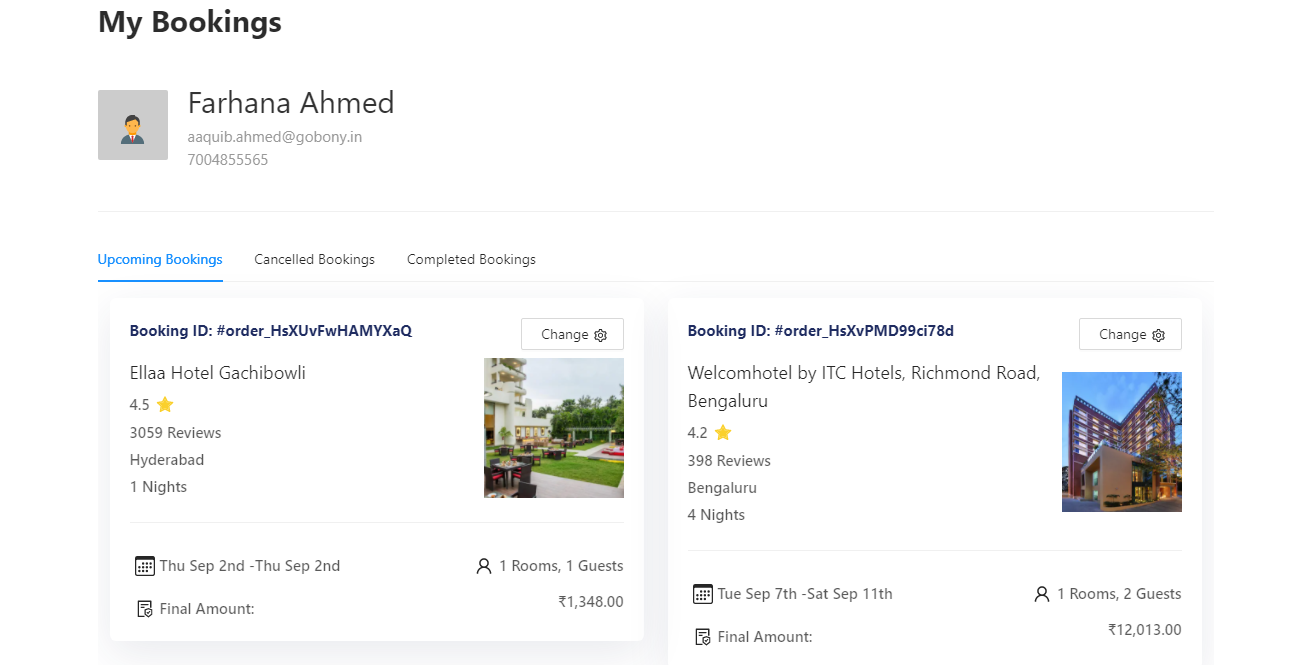 My Bookings
Farhana Ahmed
aaquib.ahmed@gobony.in
7004855565
Upcoming Bookings
Cancelled Bookings
Completed Bookings
Booking ID: #order_HsXUvFwHAMYXaQ
Change
Ellaa Hotel Gachibowli
4.5
3059 Reviews
Hyderabad
1 Nights
Thu Sep 2nd -Thu Sep 2nd
1 Rooms, 1 Guests
Final Amount:
₹1,348.00
Booking ID: #order_HsXvPMD99ci78d
Change
Welcomhotel by ITC Hotels, Richmond Road,
Bengaluru
4.2
398 Reviews
Bengaluru
4 Nights
Tue Sep 7th -Sat Sep 11th
1 Rooms, 2 Guests
Final Amount:
₹12,013.00